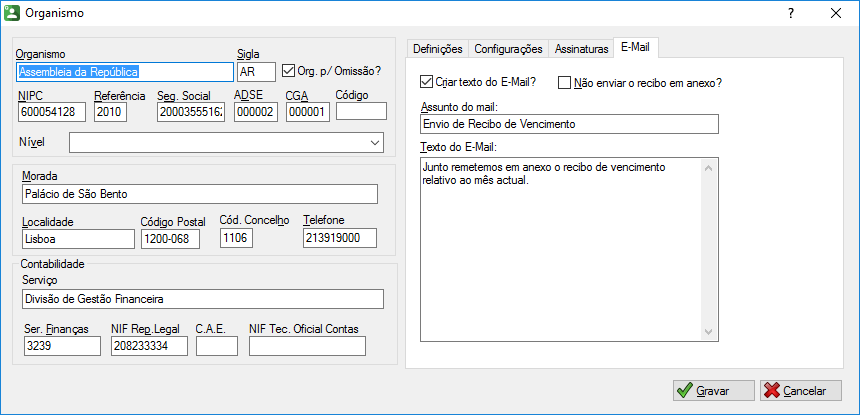 Organismo
?
Organismo
Sigla
Assembleia da República
AR
Org. p/ Omissão?
NIPC
Referência
Seg. Social
ADSE
CGA
Código
600054128
2010
20003555162
000002
000001
Nível
Morada
Palácio de São Bento
Localidade
Código Postal
Cód. Concelho
Telefone
Lisboa
1200-068
1106
213919000
Contabilidade
Serviço
Divisão de Gestão Financeira
Ser. Finanças
NIF Rep.Legal
C.A.E.
NIF Tec. Oficial Contas
3239
208233334
Definições
Configurações
Assinaturas
E-Mail
Criar texto do E-Mail?
Não enviar o recibo em anexo?
Assunto do mail:
Envio de Recibo de Vencimento
Texto do E-Mail:
Junto remetemos em anexo o recibo de vencimento
relativo ao mês actual.
Gravar
Cancelar